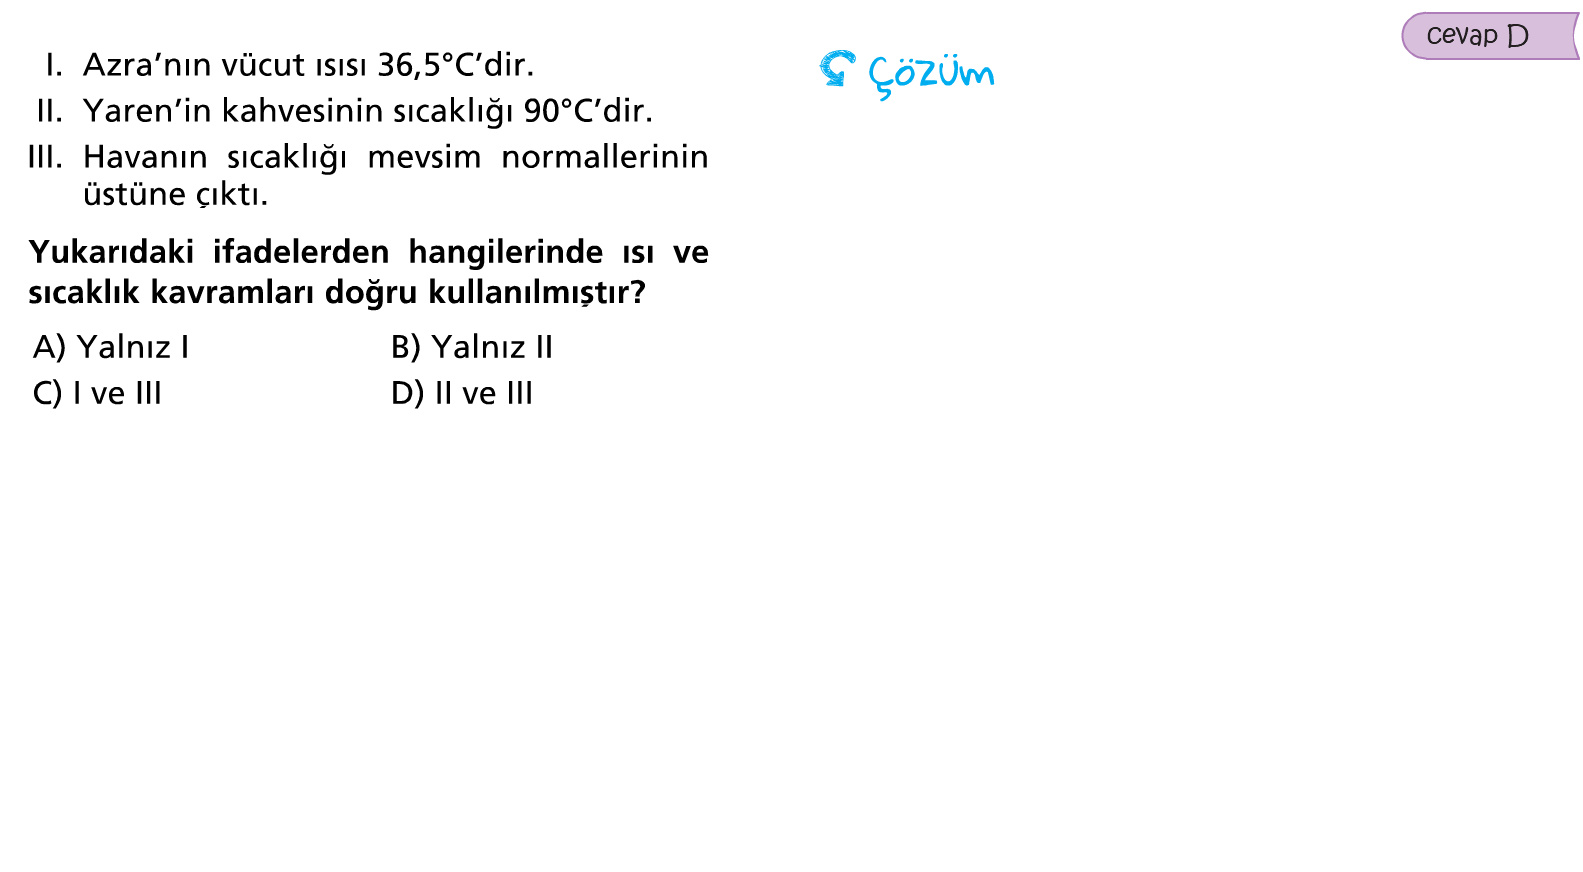 I. Azra’nın vücut ısısı 36,5°C’dir.
II. Yaren’in kahvesinin sıcaklığı 90°C’dir.
III. Havanın sıcaklığı mevsim normallerinin
üstüne çıktı.
Yukarıdaki ifadelerden hangilerinde ısı ve
sıcaklık kavramları doğru kullanılmıştır?
A) Yalnız I B) Yalnız II
C) I ve III D) II ve III
Çözüm
cevap D